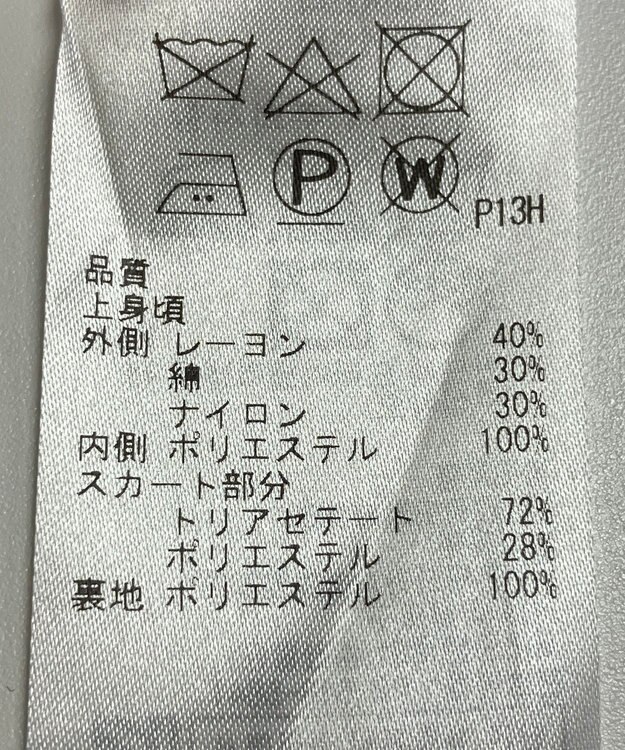 P W P13H
品質
上身頃
外側 レーヨン 40%
綿 30%
ナイロン 30%
内側 ポリエステル 100%
スカート部分
トリアセテート 72%
ポリエステル 28%
裏地 ポリエステル 100%